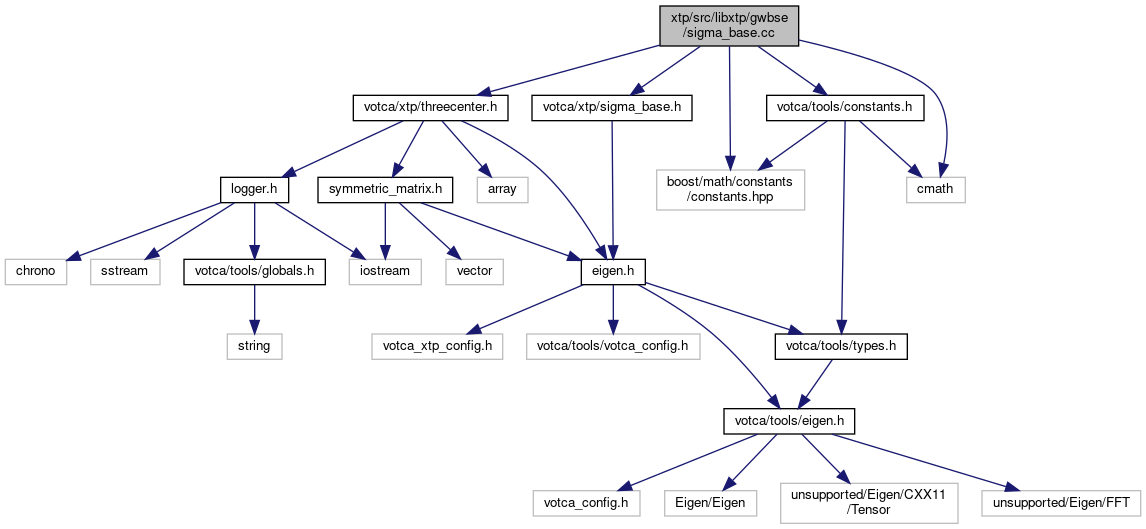 xtp/src/libxtp/gwbse
/sigma_base.cc
votca/xtp/threecenter.h
votca/xtp/sigma_base.h
votca/tools/constants.h
logger.h
symmetric_matrix.h
array
boost/math/constants
/constants.hpp
cmath
chrono
sstream
votca/tools/globals.h
iostream
vector
eigen.h
string
votca_xtp_config.h
votca/tools/votca_config.h
votca/tools/types.h
votca/tools/eigen.h
votca_config.h
Eigen/Eigen
unsupported/Eigen/CXX11
/Tensor
unsupported/Eigen/FFT